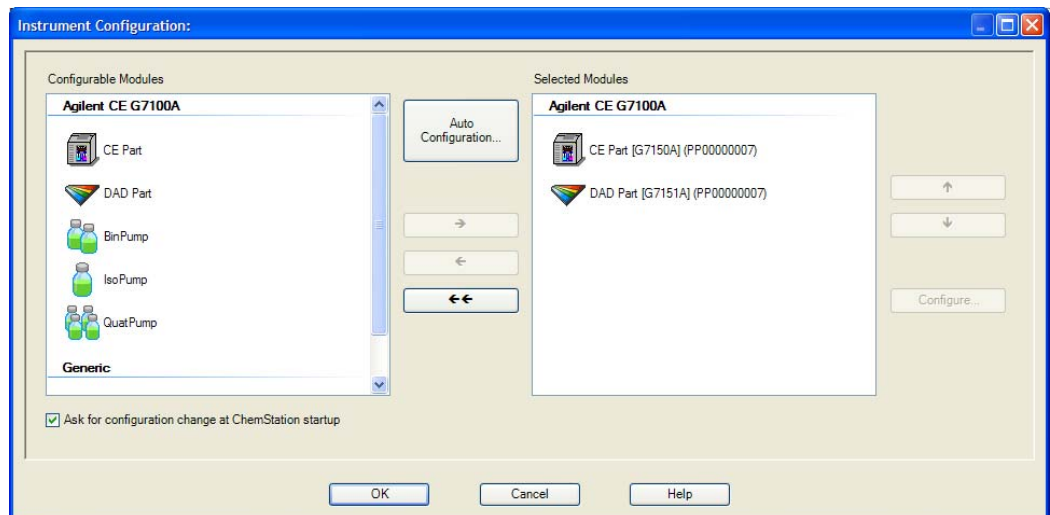 Instrument Configuration:
Configurable Modules
Agilent CE G7100A
CE Part
DAD Part
BinPump
IsoPump
QuatPump
Generic
Auto
Configuration...
Selected Modules
Agilent CE G7100A
CE Part [G7150A] (PP00000007)
DAD Part [G7151A] (PP00000007)
Configure...
Ask for configuration change at ChemStation startup
OK
Cancel
Help